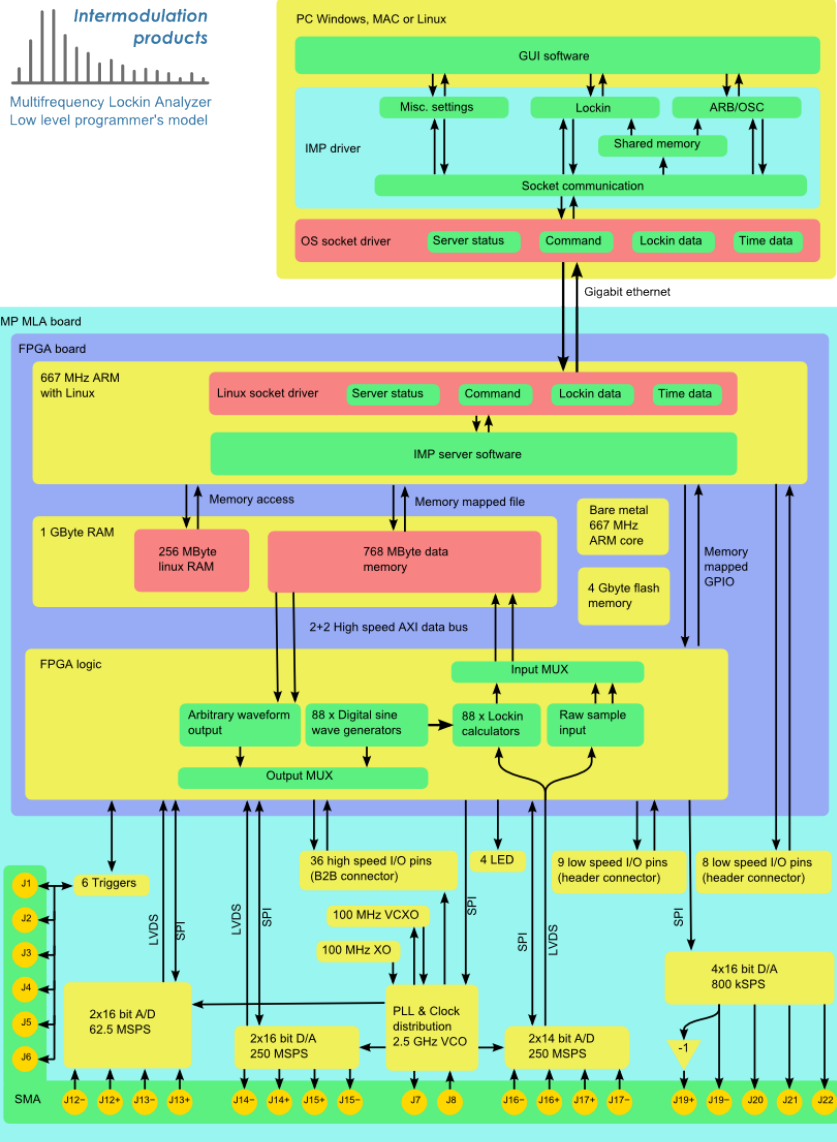 Intermodulation
products
Multifrequency Lockin Analyzer
Low level programmer's model
PC Windows, MAC or Linux
GUI software
Misc. settings
Lockin
ARB/OSC
IMP driver
Shared memory
Socket communication
OS socket driver
Server status
Command
Lockin data
Time data
Gigabit ethernet
MP MLA board
FPGA board
667 MHz ARM
with Linux
Linux socket driver
Server status
Command
Lockin data
Time data
IMP server software
Memory access
Memory mapped file
1 GByte RAM
256 MByte
linux RAM
768 MByte data
memory
Bare metal
667 MHz
ARM core
4 Gbyte flash
memory
Memory
mapped
GPIO
2+2 High speed AXI data bus
FPGA logic
Input MUX
Arbitrary waveform
output
88 x Digital sine
wave generators
88 x Lockin
calculators
Raw sample
input
Output MUX
6 Triggers
36 high speed I/O pins
(B2B connector)
4 LED
9 low speed I/O pins
(header connector)
8 low speed I/O pins
(header connector)
LVDS
SPI
LVDS
SPI
SPI
SPI
LVDS
SPI
100 MHz VCXO
100 MHz XO
J1
J2
J3
J4
J5
J6
2x16 bit A/D
62.5 MSPS
2x16 bit D/A
250 MSPS
PLL & Clock
distribution
2.5 GHz VCO
2x14 bit A/D
250 MSPS
4x16 bit D/A
800 kSPS
-1
SMA
J12−
J12+
J13−
J13+
J14−
J14+
J15+
J15−
J7
J8
J16−
J16+
J17+
J17−
J19+
J19−
J20
J21
J22